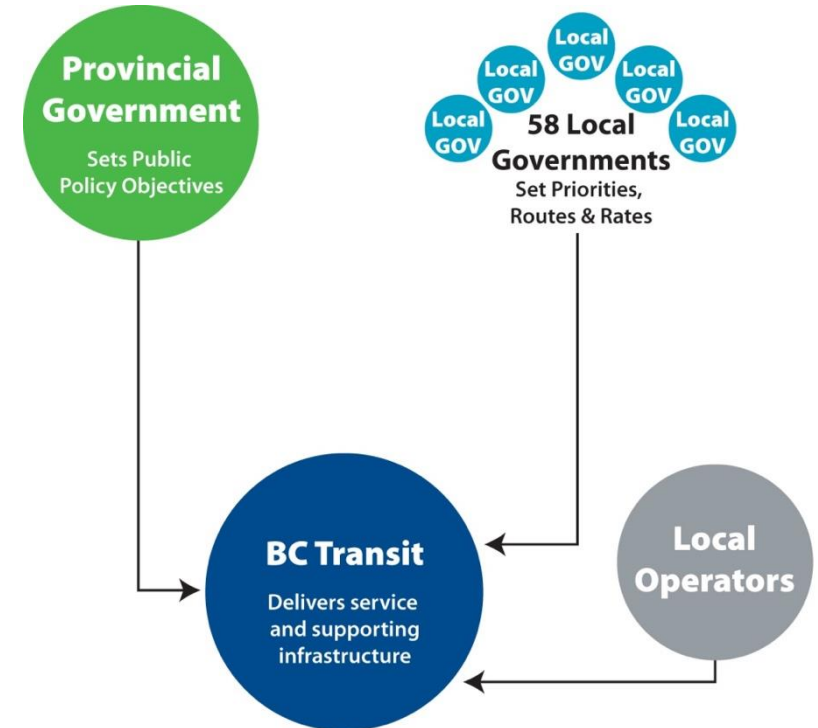 Provincial
Government
Sets Public
Policy Objectives
Local
GOV
Local
GOV
Local
GOV
Local
GOV
Local
GOV
58 Local
Governments
Set Priorities,
Routes & Rates
BC Transit
Delivers service
and supporting
infrastructure
Local
Operators